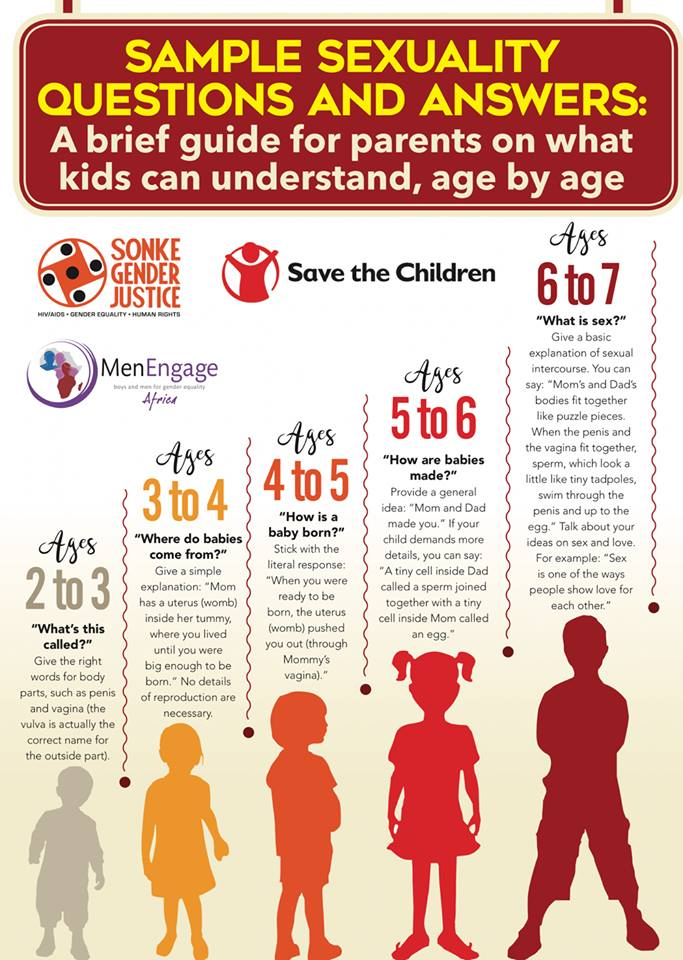 SAMPLE SEXUALITY
QUESTIONS AND ANSWERS:
A brief guide for parents on what
kids can understand, age by age
SONKE
GENDER
JUSTICE
HIV/AIDS • GENDER EQUALITY • HUMAN RIGHTS
Save the Children
MenEngage
boys and men for gender equality
Africa
Ages
2 to 3
"What's this
called?"
Give the right
words for body
parts, such as penis
and vagina (the
vulva is actually the
correct name for
the outside part).
Ages
3 to 4
"Where do babies
come from?"
Give a simple
explanation: "Mom
has a uterus (womb)
inside her tummy,
where you lived
until you were
big enough to be
born." No details
of reproduction are
necessary.
Ages
4 to 5
"How is a
baby born?"
Stick with the
literal response:
"When you were
ready to be
born, the uterus
(womb) pushed
you out (through
Mommy's
vagina)."
Ages
5 to 6
"How are babies
made?"
Provide a general
idea: "Mom and Dad
made you." If your
child demands more
details, you can say:
"A tiny cell inside Dad
called a sperm joined
together with a tiny
cell inside Mom called
an egg."
Ages
6 to 7
"What is sex?"
Give a basic
explanation of sexual
intercourse. You can
say: "Mom's and Dad's
bodies fit together
like puzzle pieces.
When the penis and
the vagina fit together,
sperm, which look a
little like tiny tadpoles,
swim through the
penis and up to the
egg." Talk about your
ideas on sex and love.
For example: "Sex
is one of the ways
people show love for
each other."